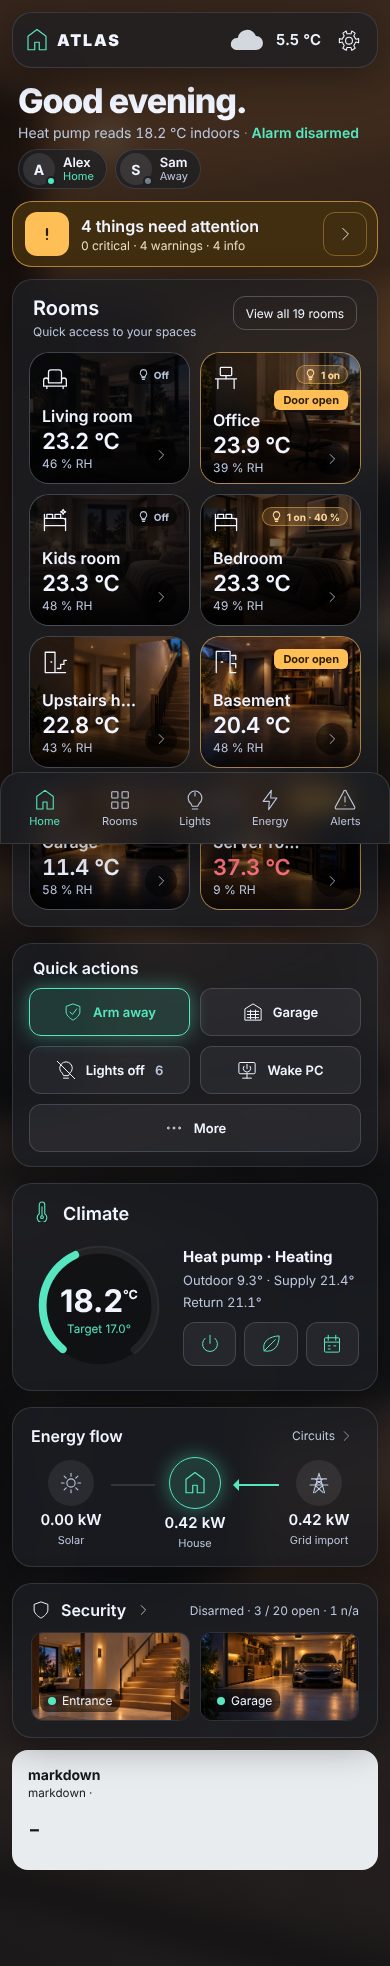 ATLAS
5.5 °C
Good evening.
Heat pump reads 18.2 °C indoors · Alarm disarmed
A
Alex
Home
S
Sam
Away
!
4 things need attention
0 critical · 4 warnings · 4 info
Rooms
Quick access to your spaces
View all 19 rooms
Off
Living room
23.2 °C
46 % RH
1 on
Door open
Office
23.9 °C
39 % RH
Off
Kids room
23.3 °C
48 % RH
1 on · 40 %
Bedroom
23.3 °C
49 % RH
Upstairs h...
22.8 °C
43 % RH
Door open
Basement
20.4 °C
48 % RH
Home
Rooms
Lights
Energy
Alerts
Garage
11.4 °C
58 % RH
Server ro...
37.3 °C
9 % RH
Quick actions
Arm away
Garage
Lights off 6
Wake PC
More
Climate
18.2°C
Target 17.0°
Heat pump · Heating
Outdoor 9.3° · Supply 21.4°
Return 21.1°
Energy flow
Circuits
0.00 kW
Solar
0.42 kW
House
0.42 kW
Grid import
Security
Disarmed · 3 / 20 open · 1 n/a
Entrance
Garage
markdown
markdown ·
–